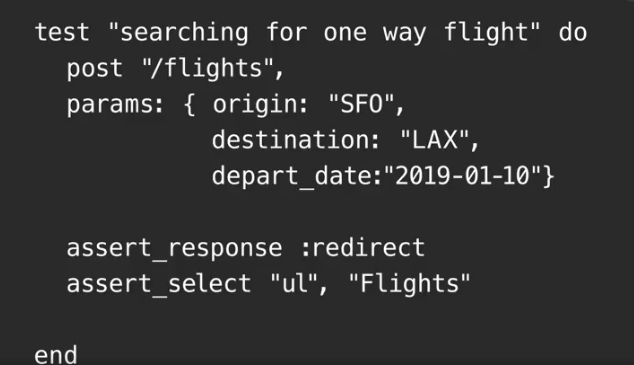 test "searching for one way flight" do
post "/flights",
params: { origin: "SFO",
destination: "LAX",
depart_date:"2019-01-10"}
assert_response :redirect
assert_select "ul", "Flights"
end